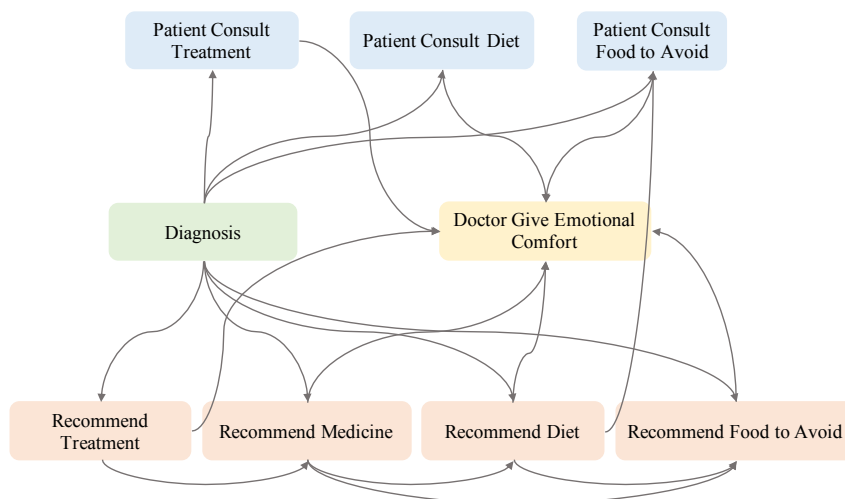 Patient Consult
Treatment
Patient Consult Diet
Patient Consult
Food to Avoid
Diagnosis
Doctor Give Emotional
Comfort
Recommend
Treatment
Recommend Medicine
Recommend Diet
Recommend Food to Avoid